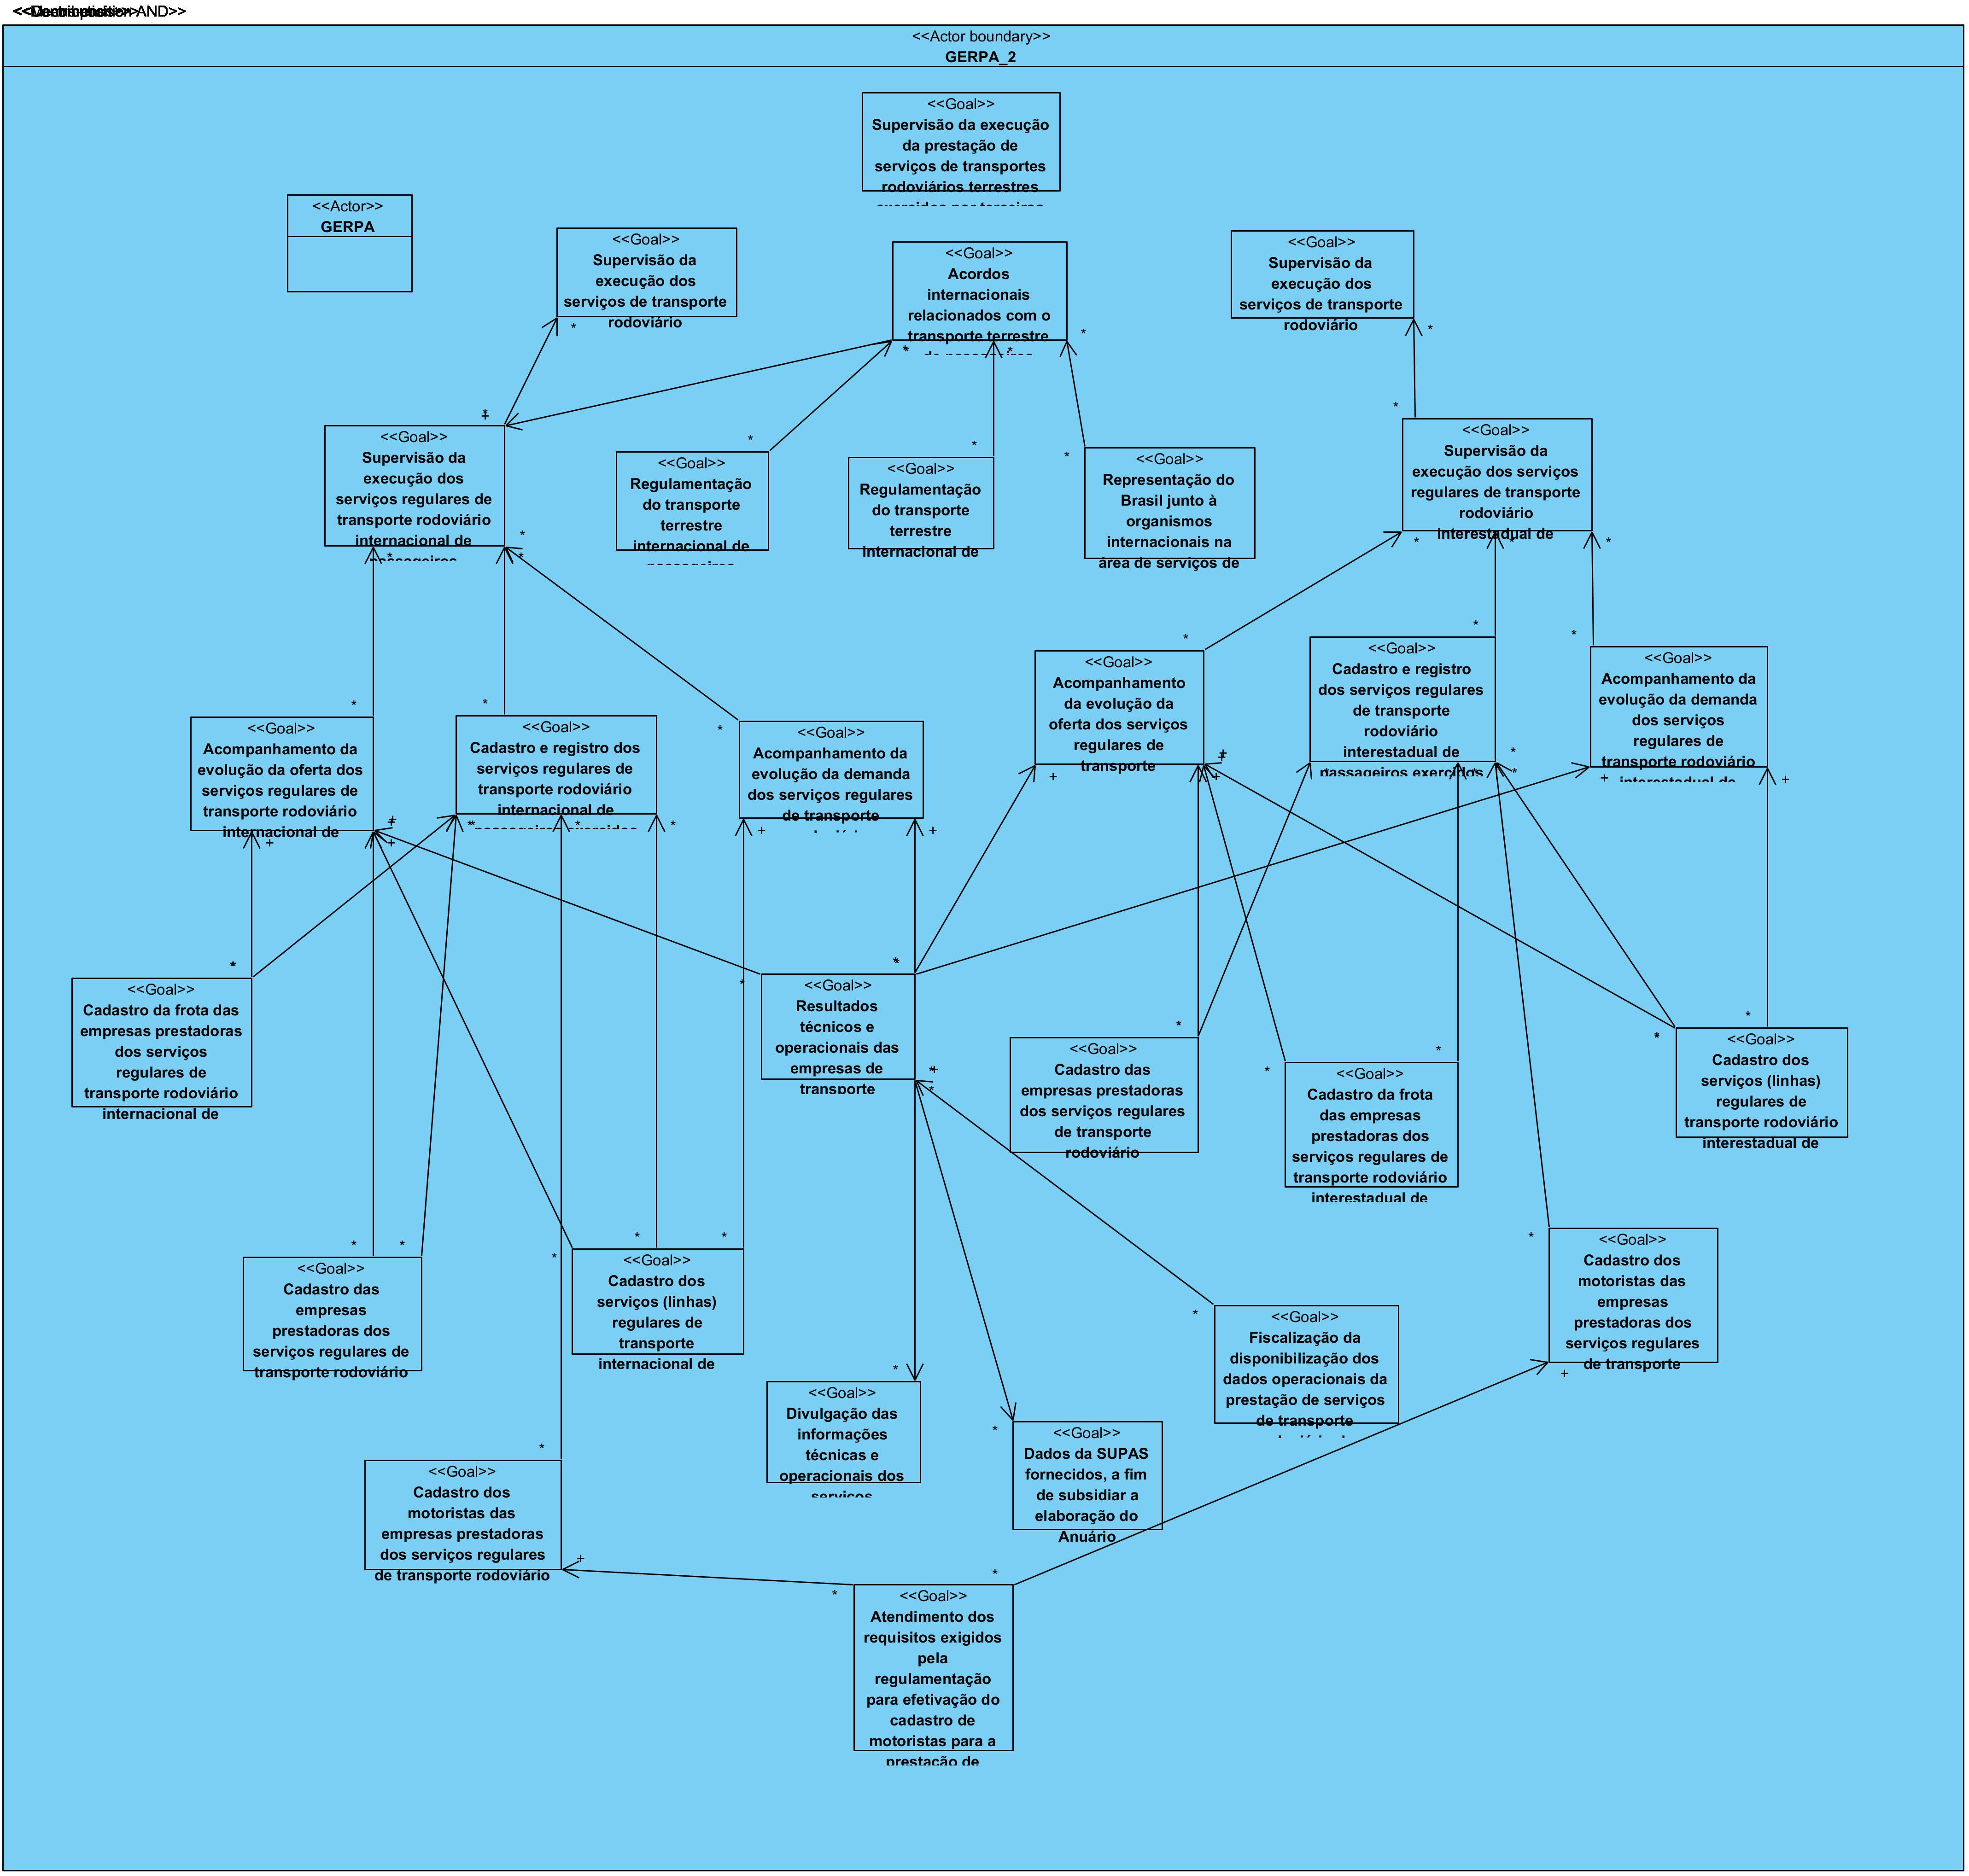 <<Actor boundary>>
GERPA_2
<<Goal>>
Supervisão da execução
da prestação de
serviços de transportes
rodoviários terrestres
<<Actor>>
GERPA
<<Goal>>
Supervisão da
execução dos
serviços de transporte
rodoviário
<<Goal>>
Acordos
internacionais
relacionados com o
transporte terrestre
<<Goal>>
Supervisão da
execução dos
serviços de transporte
rodoviário
<<Goal>>
Supervisão da
execução dos
serviços regulares de
transporte rodoviário
internacional de
<<Goal>>
Regulamentação
do transporte
terrestre
internacional de
<<Goal>>
Regulamentação
do transporte
terrestre
internacional de
<<Goal>>
Representação do
Brasil junto à
organismos
internacionais na
área de serviços de
<<Goal>>
Supervisão da
execução dos serviços
regulares de transporte
rodoviário
interestadual de
<<Goal>>
Acompanhamento da
evolução da oferta dos
serviços regulares de
transporte rodoviário
internacional de
<<Goal>>
Cadastro e registro dos
serviços regulares de
transporte rodoviário
internacional de
<<Goal>>
Acompanhamento da
evolução da demanda
dos serviços regulares
de transporte
<<Goal>>
Acompanhamento
da evolução da
oferta dos serviços
regulares de
transporte
<<Goal>>
Cadastro e registro
dos serviços regulares
de transporte
rodoviário
interestadual de
passageiros exercidos
<<Goal>>
Acompanhamento da
evolução da demanda
dos serviços
regulares de
transporte rodoviário
interestadual de
<<Goal>>
Cadastro da frota das
empresas prestadoras
dos serviços
regulares de
transporte rodoviário
internacional de
<<Goal>>
Resultados
técnicos e
operacionais das
empresas de
transporte
<<Goal>>
Cadastro das
empresas prestadoras
dos serviços regulares
de transporte
rodoviário
<<Goal>>
Cadastro da frota
das empresas
prestadoras dos
serviços regulares de
transporte rodoviário
interestadual de
<<Goal>>
Cadastro dos
serviços (linhas)
regulares de
transporte rodoviário
interestadual de
<<Goal>>
Cadastro das
empresas
prestadoras dos
serviços regulares de
transporte rodoviário
<<Goal>>
Cadastro dos
serviços (linhas)
regulares de
transporte
internacional de
<<Goal>>
Cadastro dos
motoristas das
empresas
prestadoras dos
serviços regulares
de transporte
<<Goal>>
Fiscalização da
disponibilização dos
dados operacionais da
prestação de serviços
de transporte
<<Goal>>
Divulgação das
informações
técnicas e
operacionais dos
serviços
<<Goal>>
Dados da SUPAS
fornecidos, a fim
de subsidiar a
elaboração do
Anuário
<<Goal>>
Cadastro dos
motoristas das
empresas prestadoras
dos serviços regulares
de transporte rodoviário
<<Goal>>
Atendimento dos
requisitos exigidos
pela
regulamentação
para efetivação do
cadastro de
motoristas para a
prestação de